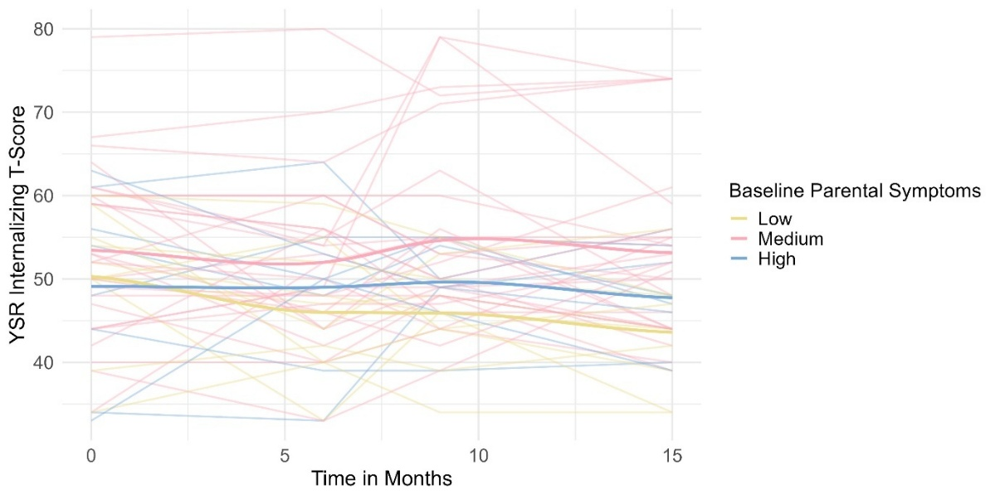 80
70
60
50
40
YSR Internalizing T-Score
0 5 10 15
Time in Months
Baseline Parental Symptoms
Low
Medium
High